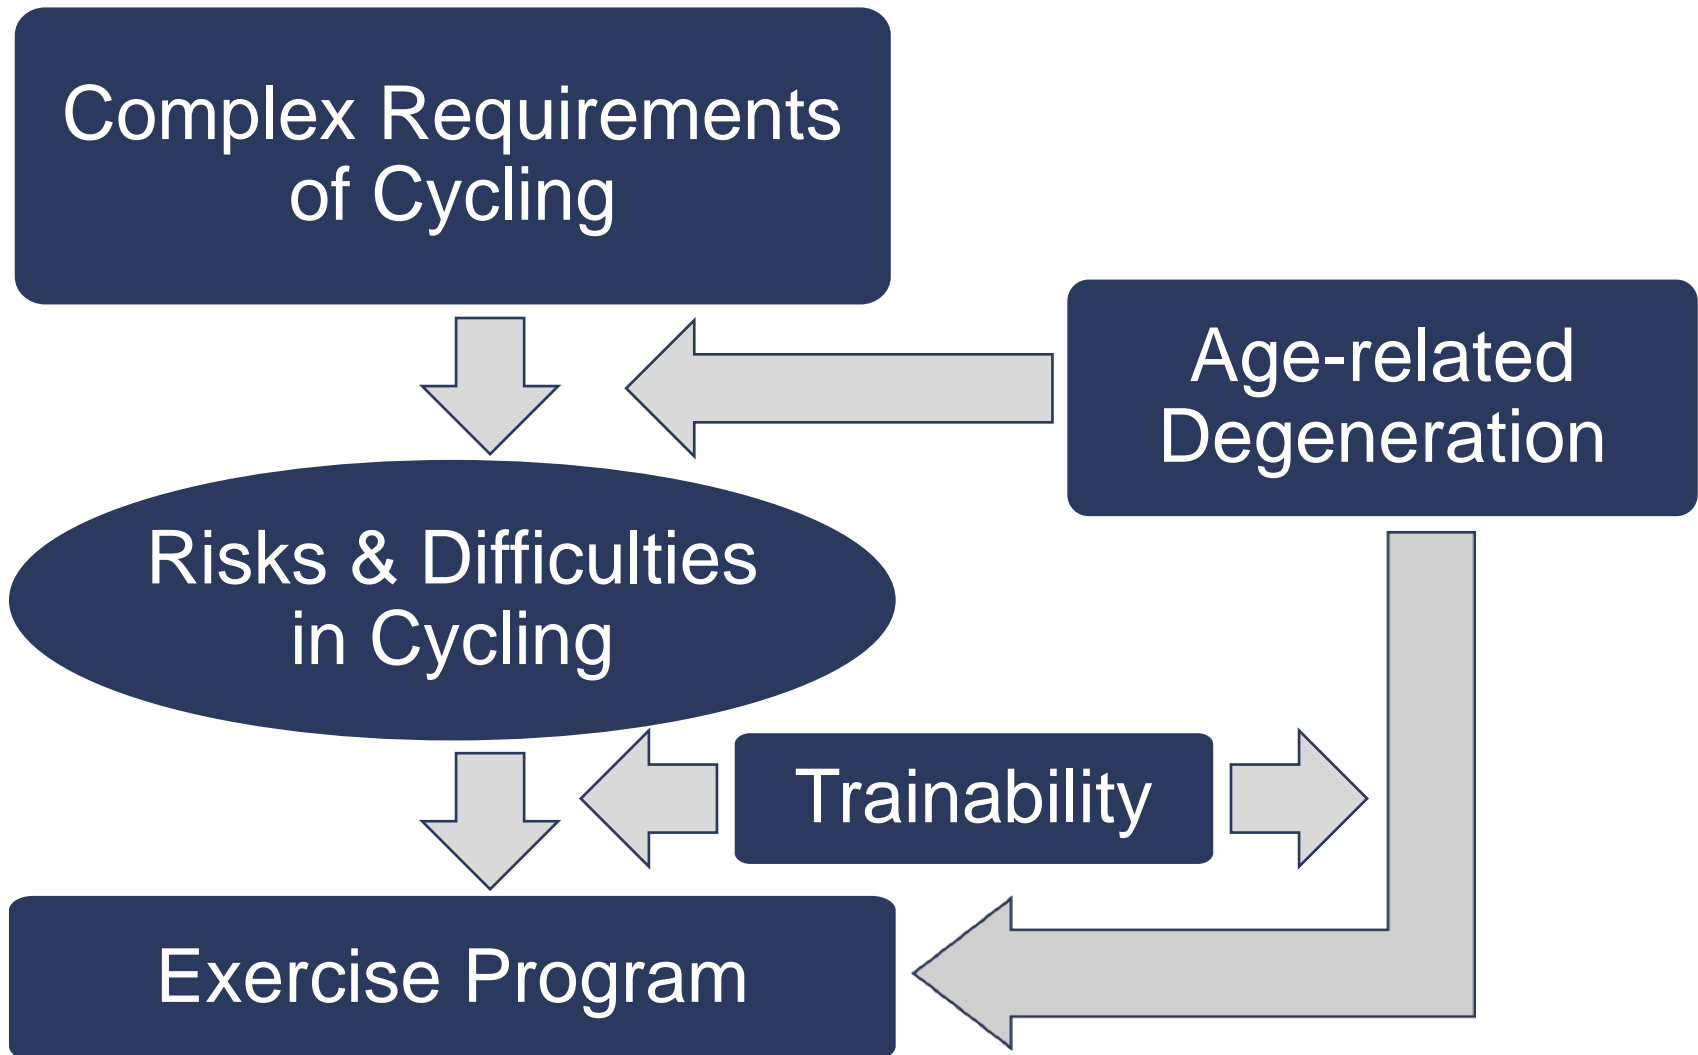 Complex Requirements
of Cycling
Age-related
Degeneration
Risks & Difficulties
in Cycling
Trainability
Exercise Program